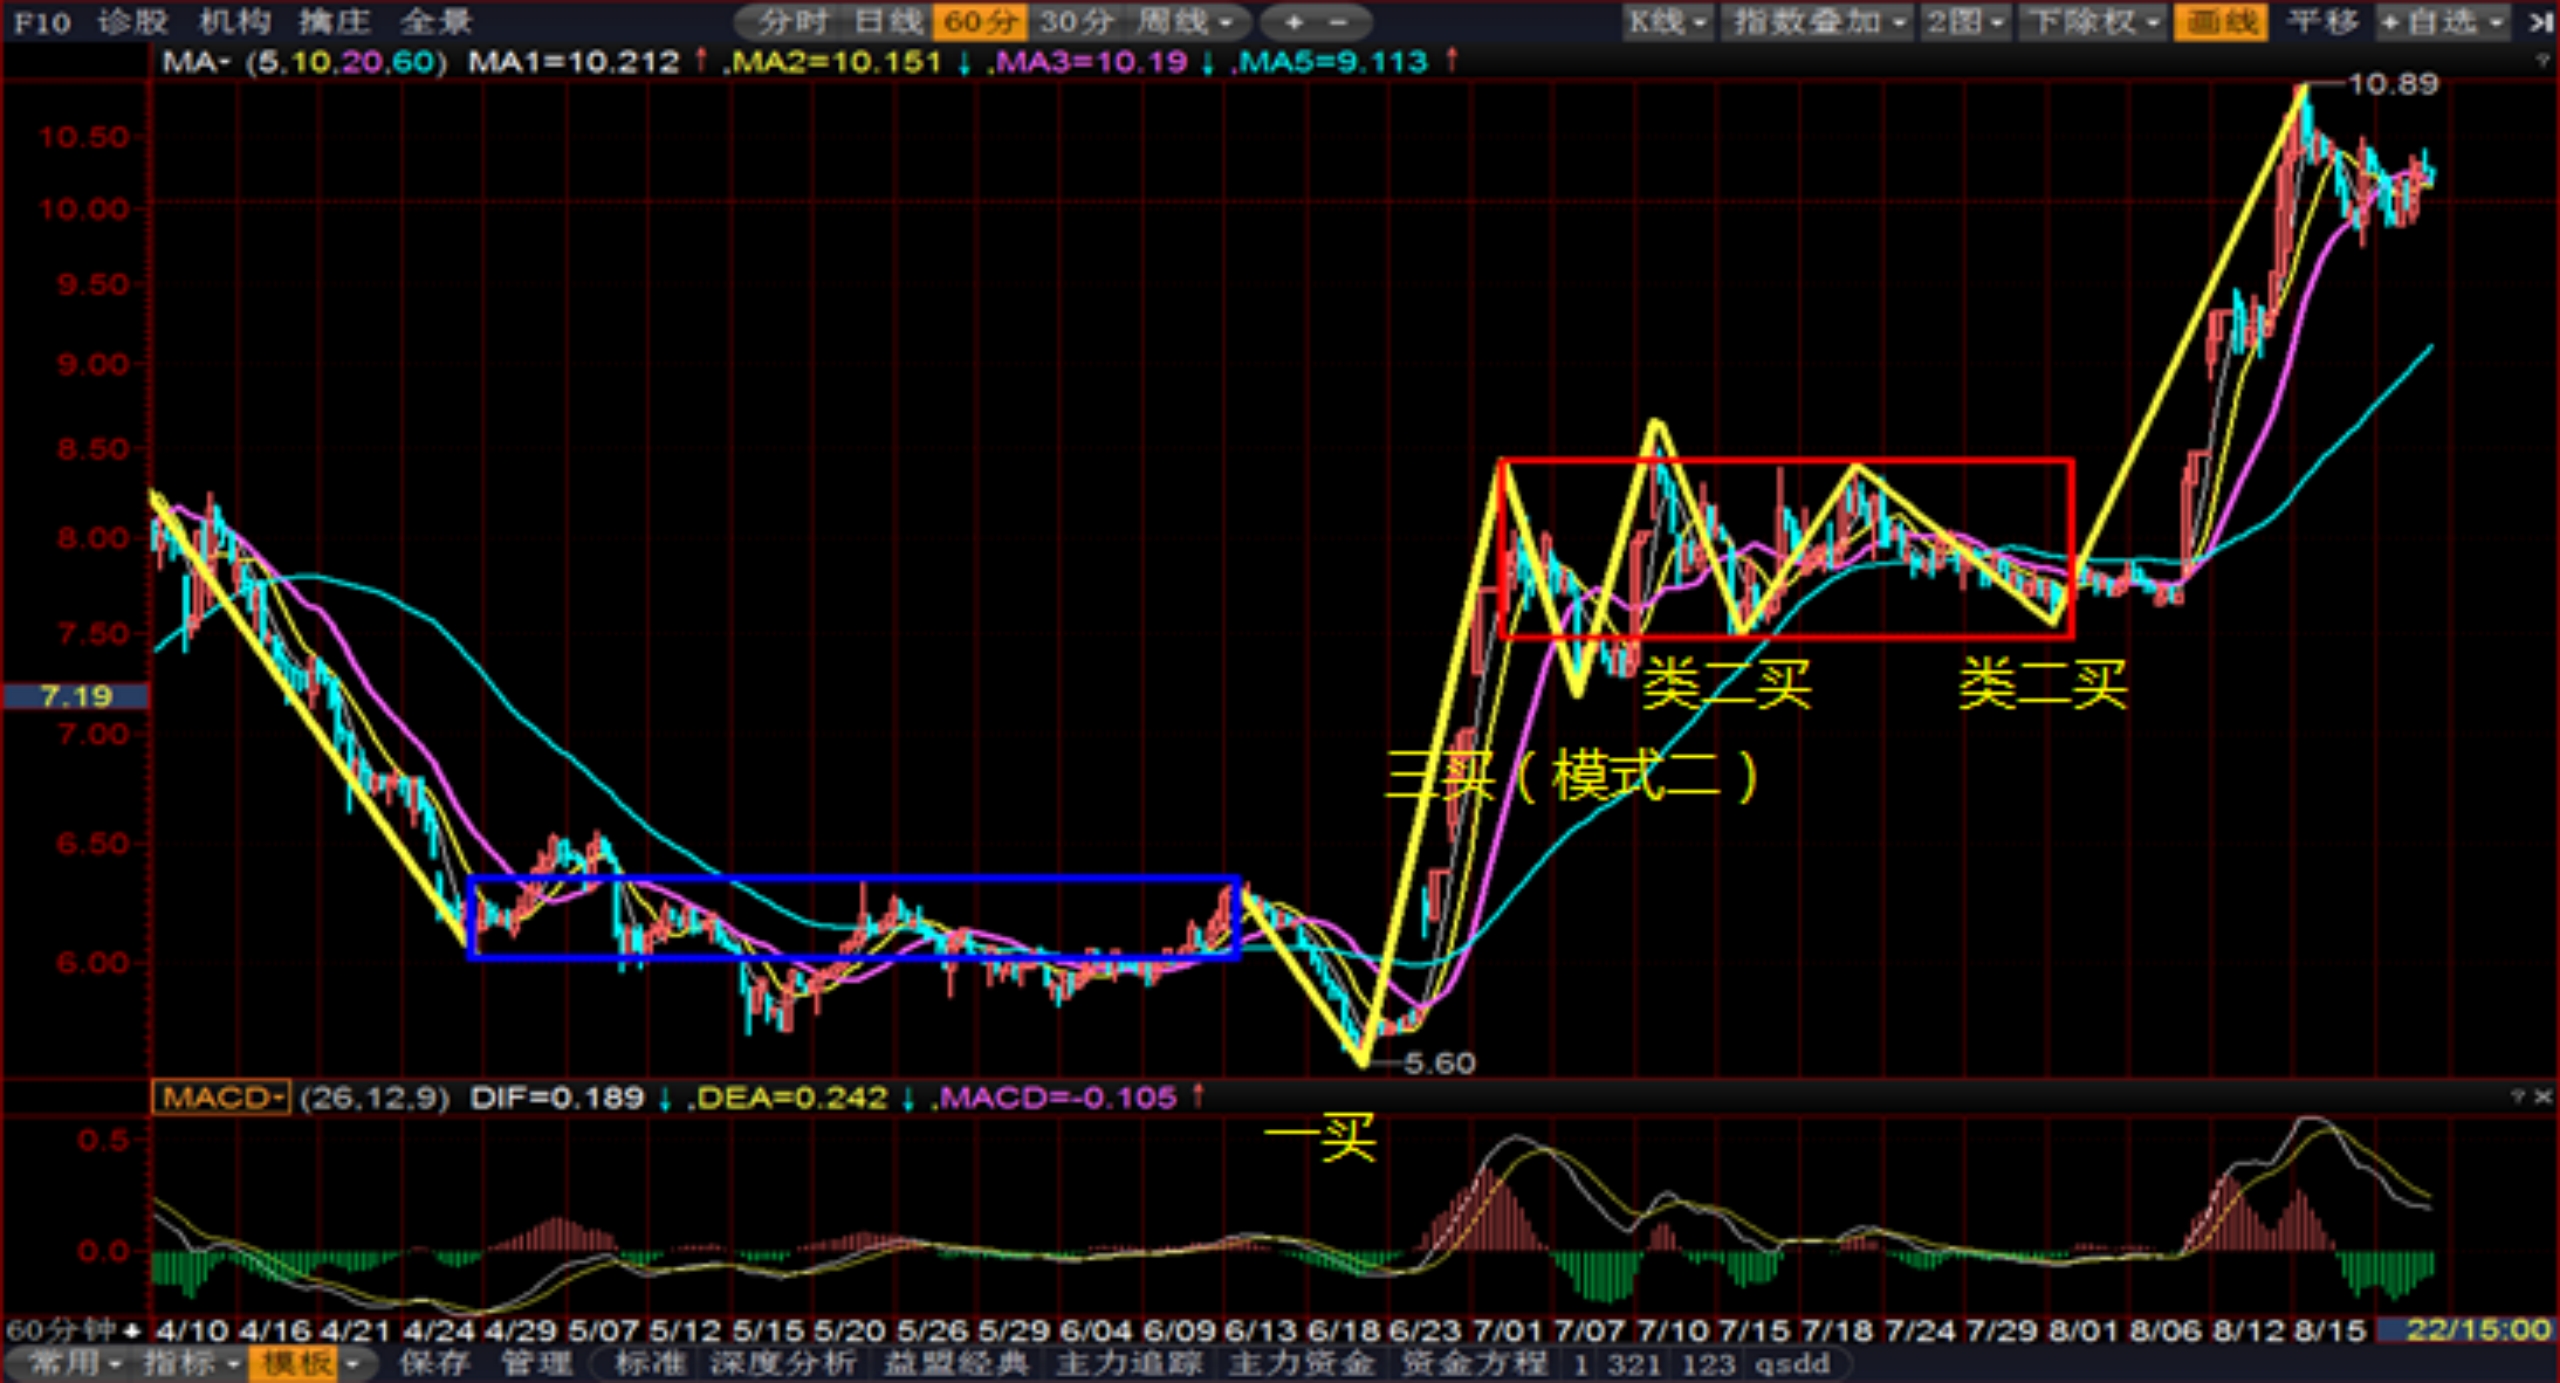 F10 诊股 机构 擒庄 全景 分时 日线 60分 30分 周线 + - K线 指数叠加 2图 下除权 画线 平移 +自选
MA (5,10,20,60) MA1=10.212 ↑ ,MA2=10.151 ↓ ,MA3=10.19 ↓ ,MA5=9.113 ↑ ?
10.89
10.50
10.00
9.50
9.00
8.50
8.00
7.50
7.19
类二买 类二买
7.00
三买（模式二）
6.50
6.00
5.60
MACD (26,12,9) DIF=0.189 ↓ ,DEA=0.242 ↓ ,MACD=-0.105 ↑ ? ×
一买
0.5
0.0
60分钟 + 4/10 4/16 4/21 4/24 4/29 5/07 5/12 5/15 5/20 5/26 5/29 6/04 6/09 6/13 6/18 6/23 7/01 7/07 7/10 7/15 7/18 7/24 7/29 8/01 8/06 8/12 8/15 22/15:00
常用 指标 模板 保存 管理 标准 深度分析 益盟经典 主力追踪 主力资金 资金方程 1 321 123 qsdd